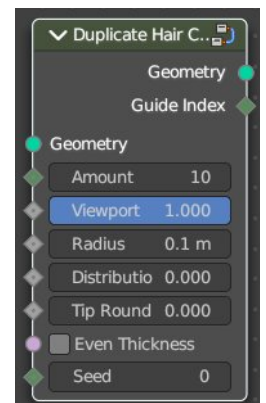 Duplicate Hair C..
Geometry
Guide Index
Geometry
Amount 10
Viewport 1.000
Radius 0.1 m
Distributio 0.000
Tip Round 0.000
Even Thickness
Seed 0